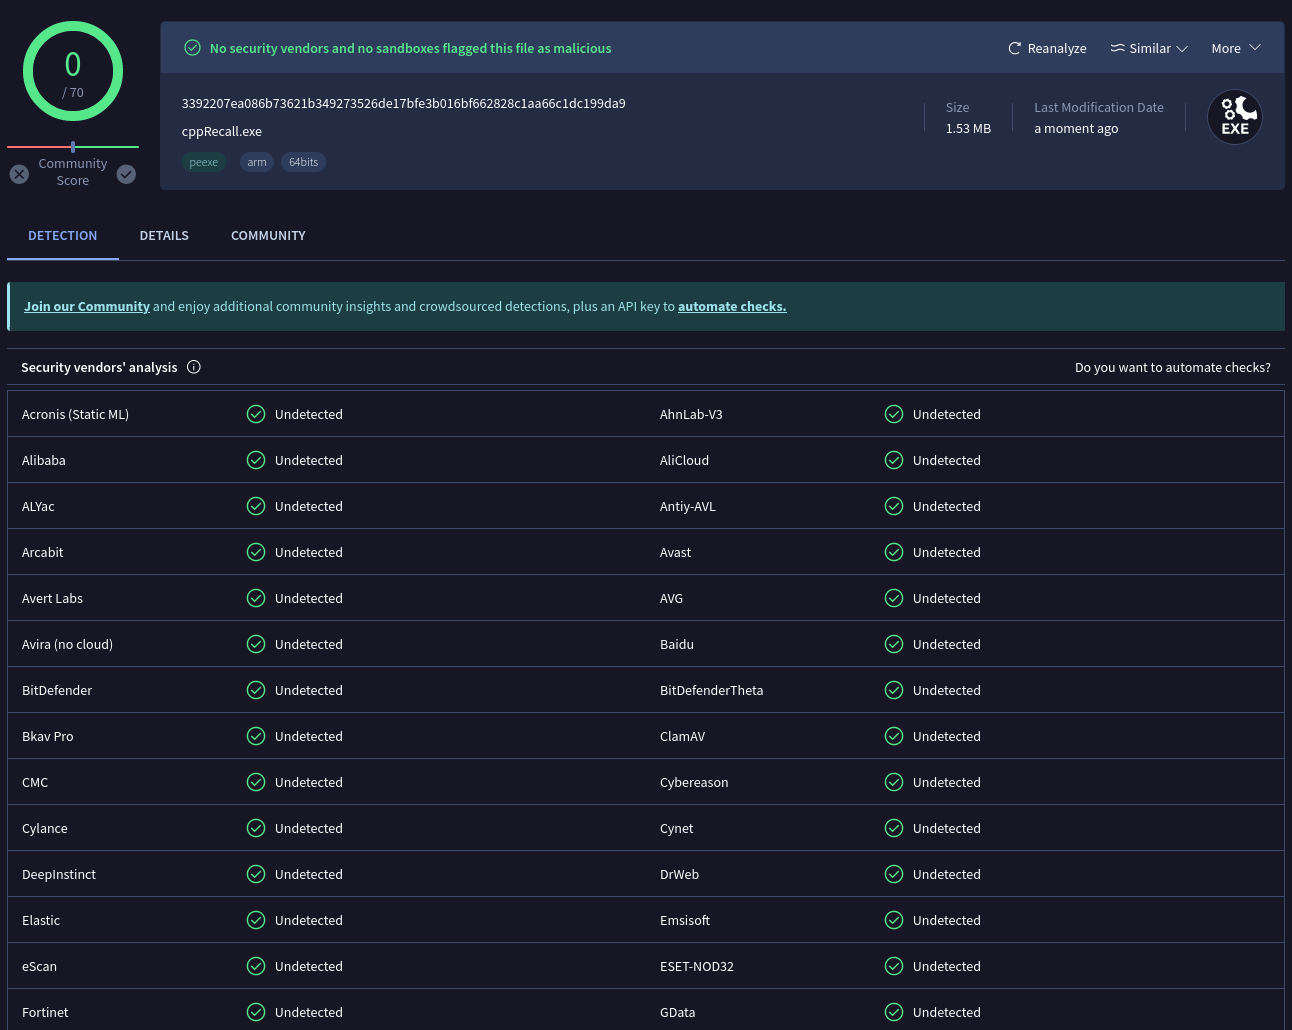 0
/ 70
Community
Score
No security vendors and no sandboxes flagged this file as malicious
Reanalyze
Similar
More
3392207ea086b73621b349273526de17bfe3b016bf662828c1aa66c1dc199da9
cppRecall.exe
peexe arm 64bits
Size
1.53 MB
Last Modification Date
a moment ago
EXE
DETECTION DETAILS COMMUNITY
Join our Community and enjoy additional community insights and crowdsourced detections, plus an API key to automate checks.
Security vendors' analysis Do you want to automate checks?
Acronis (Static ML) Undetected AhnLab-V3 Undetected
Alibaba Undetected AliCloud Undetected
ALYac Undetected Antiy-AVL Undetected
Arcabit Undetected Avast Undetected
Avert Labs Undetected AVG Undetected
Avira (no cloud) Undetected Baidu Undetected
BitDefender Undetected BitDefenderTheta Undetected
Bkav Pro Undetected ClamAV Undetected
CMC Undetected Cybereason Undetected
Cylance Undetected Cynet Undetected
DeepInstinct Undetected DrWeb Undetected
Elastic Undetected Emsisoft Undetected
eScan Undetected ESET-NOD32 Undetected
Fortinet Undetected GData Undetected